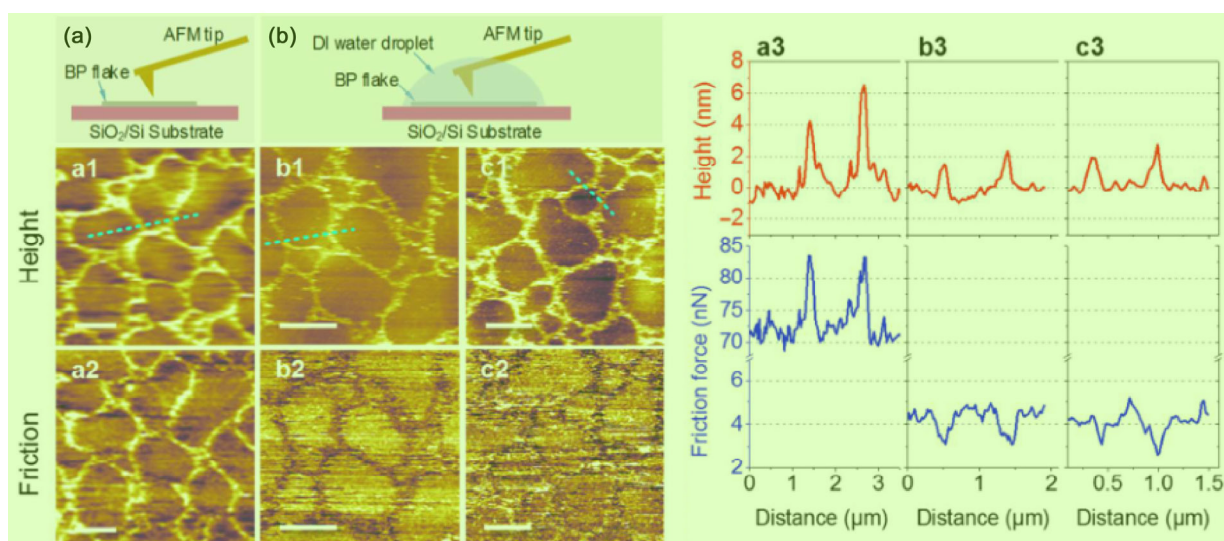 (a)
AFM tip
BP flake
SiO₂/Si Substrate
(b)
DI water droplet
AFM tip
BP flake
SiO₂/Si Substrate
Height
a1
b1
c1
Friction
a2
b2
c2
a3
b3
c3
Height (nm)
8
6
4
2
0
−2
Friction force (nN)
85
80
75
70
6
4
2
0 1 2 3
0 1 2
0.5 1.0 1.5
Distance (μm)
Distance (μm)
Distance (μm)